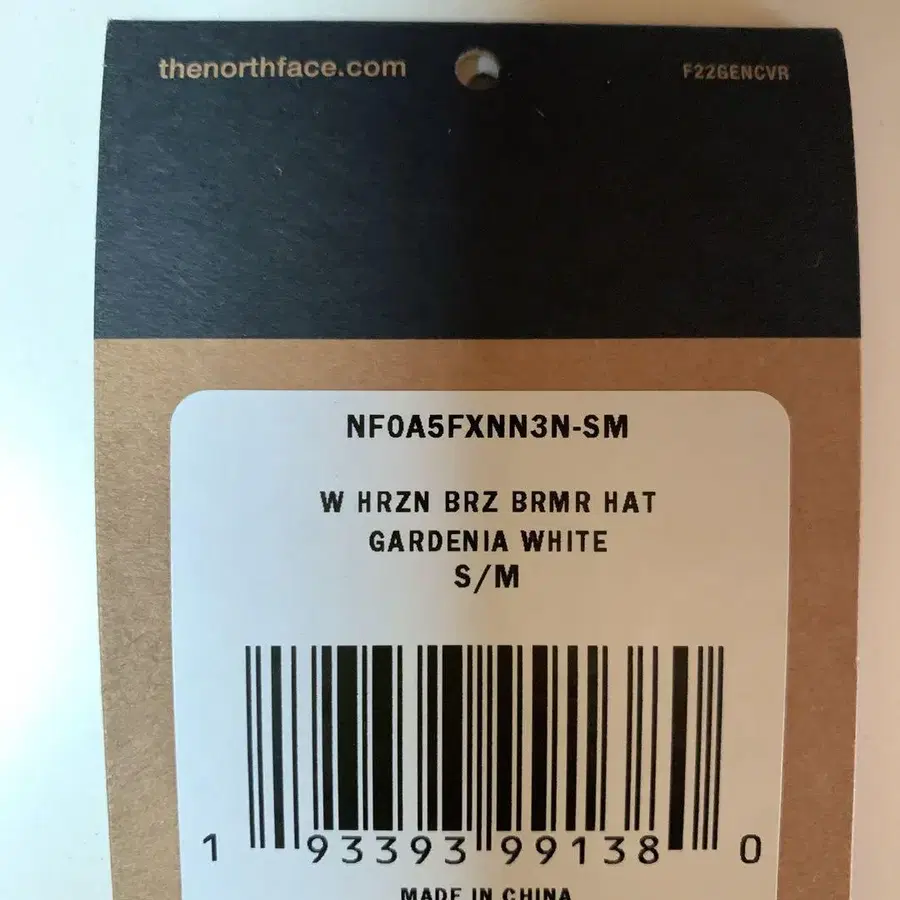 thenorthface.com F22GENCVR
NF0A5FXNN3N-SM
W HRZN BRZ BRMR HAT
GARDENIA WHITE
S/M
1 93393 99138 0
MADE IN CHINA